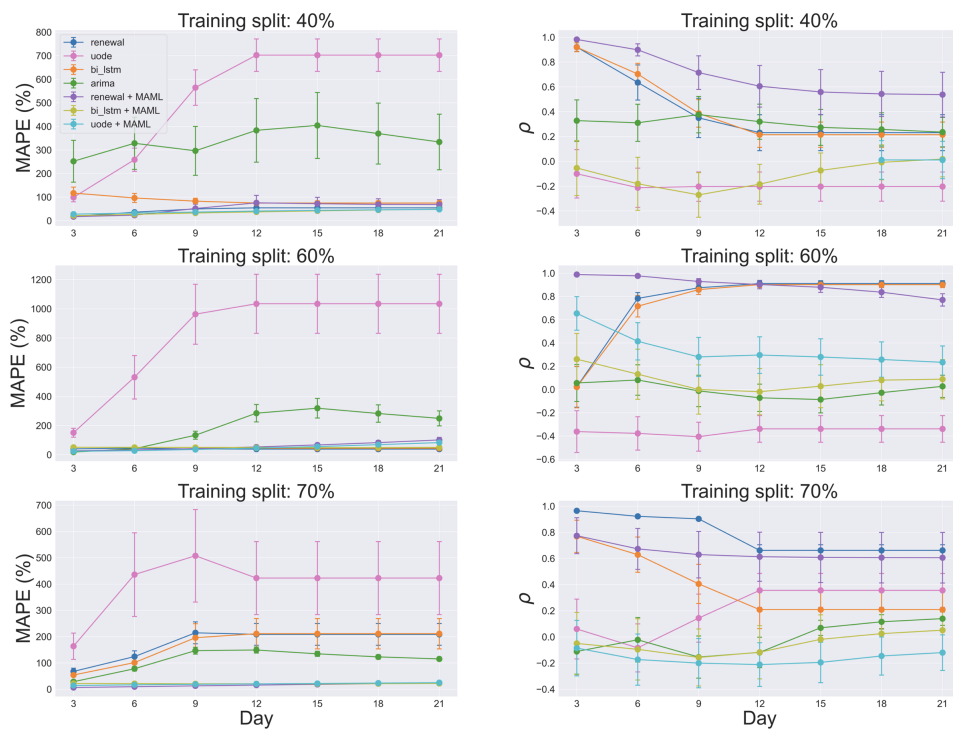 Training split: 40%
MAPE (%)
800
700
600
500
400
300
200
100
0
renewal
uode
bi_lstm
arima
renewal + MAML
bi_lstm + MAML
uode + MAML
3 6 9 12 15 18 21
Training split: 40%
ρ
1.0
0.8
0.6
0.4
0.2
0.0
−0.2
−0.4
3 6 9 12 15 18 21
Training split: 60%
MAPE (%)
1200
1000
800
600
400
200
0
3 6 9 12 15 18 21
Training split: 60%
ρ
1.0
0.8
0.6
0.4
0.2
0.0
−0.2
−0.4
−0.6
3 6 9 12 15 18 21
Training split: 70%
MAPE (%)
700
600
500
400
300
200
100
0
3 6 9 12 15 18 21
Day
Training split: 70%
ρ
1.0
0.8
0.6
0.4
0.2
0.0
−0.2
−0.4
3 6 9 12 15 18 21
Day